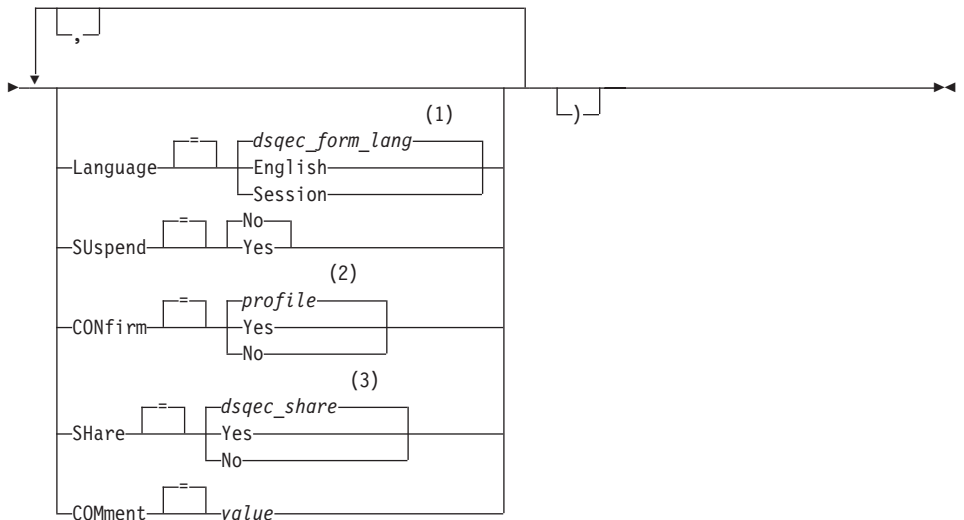 ,
)
(1)
Language = dsqec_form_lang
English
Session
SUspend = No
Yes
(2)
CONfirm = profile
Yes
No
(3)
SHare = dsqec_share
Yes
No
COMment = value